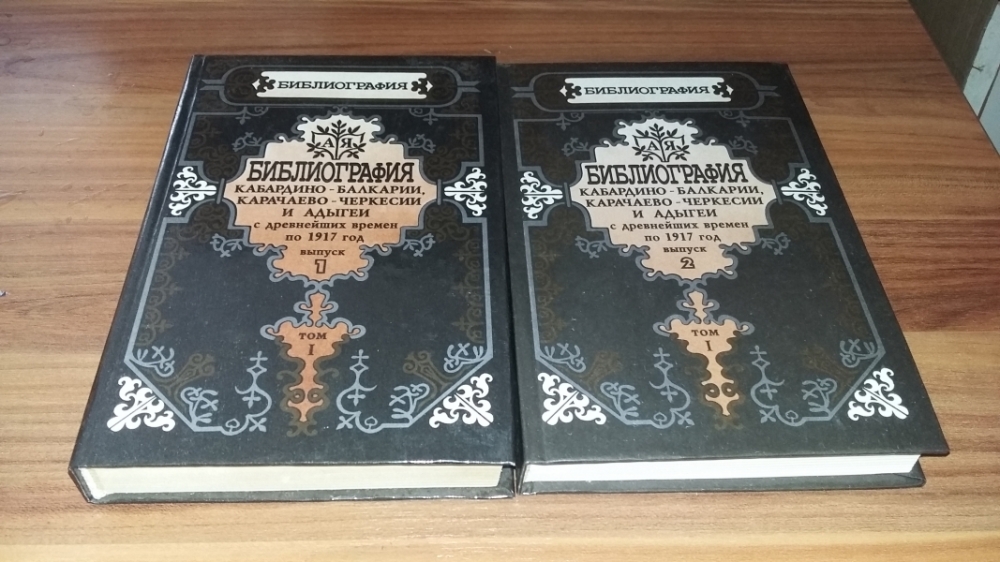 БИБЛИОГРАФИЯ
А Я
БИБЛИОГРАФИЯ
КАБАРДИНО-БАЛКАРИИ,
КАРАЧАЕВО-ЧЕРКЕСИИ
И АДЫГЕИ
с древнейших времен
по 1917 год
выпуск
1
ТОМ
I
БИБЛИОГРАФИЯ
А Я
БИБЛИОГРАФИЯ
КАБАРДИНО-БАЛКАРИИ,
КАРАЧАЕВО-ЧЕРКЕСИИ
И АДЫГЕИ
с древнейших времен
по 1917 год
выпуск
2
ТОМ
I